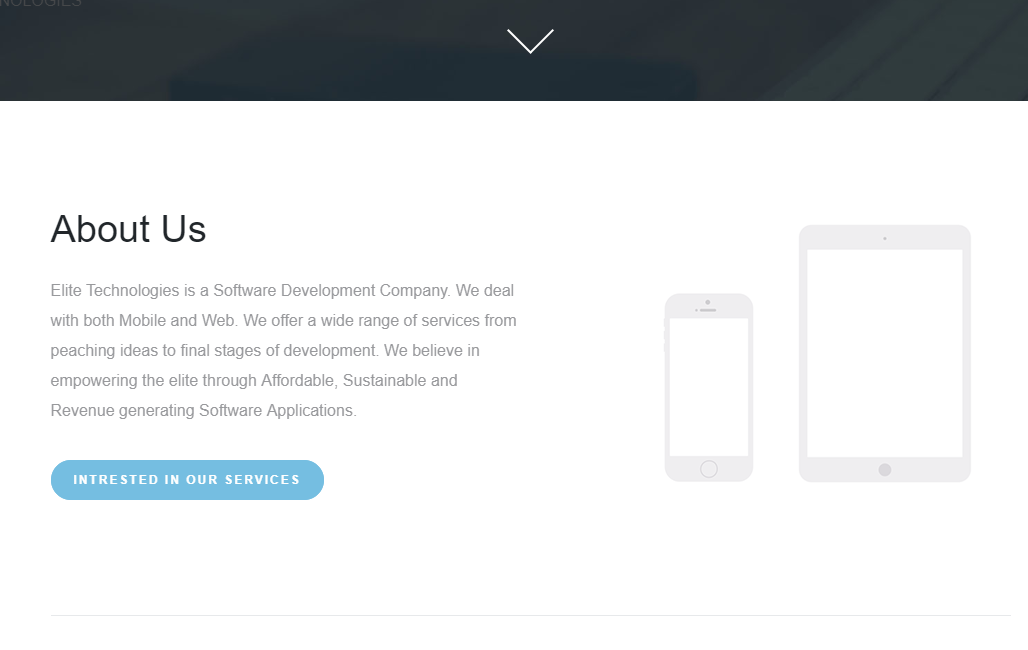 About Us
Elite Technologies is a Software Development Company. We deal
with both Mobile and Web. We offer a wide range of services from
peaching ideas to final stages of development. We believe in
empowering the elite through Affordable, Sustainable and
Revenue generating Software Applications.
INTRESTED IN OUR SERVICES